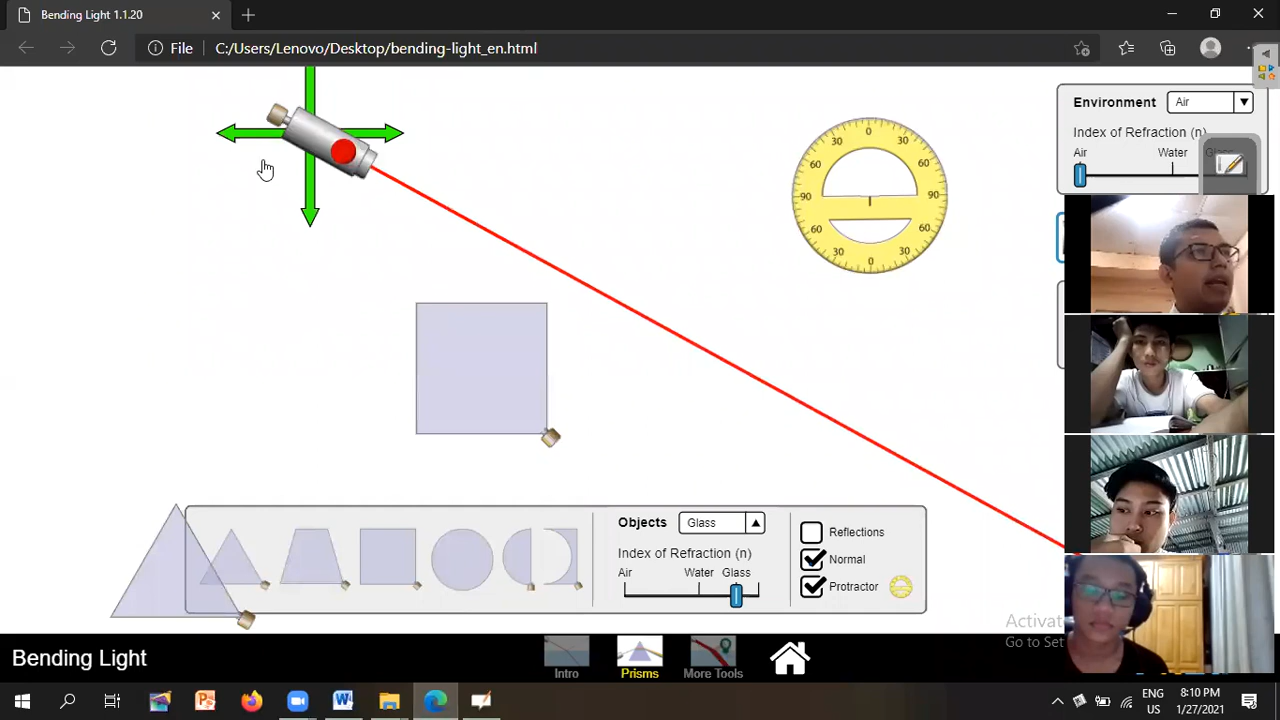 Bending Light 1.1.20
File
C:/Users/Lenovo/Desktop/bending-light_en.html
Environment
Air
Index of Refraction (n)
Air
Water
Glass
0
30
30
60
60
90
90
60
60
30
30
0
Objects
Glass
Index of Refraction (n)
Air
Water
Glass
Reflections
Normal
Protractor
Activat
Go to Set
Bending Light
Intro
Prisms
More Tools
ENG
US
8:10 PM
1/27/2021